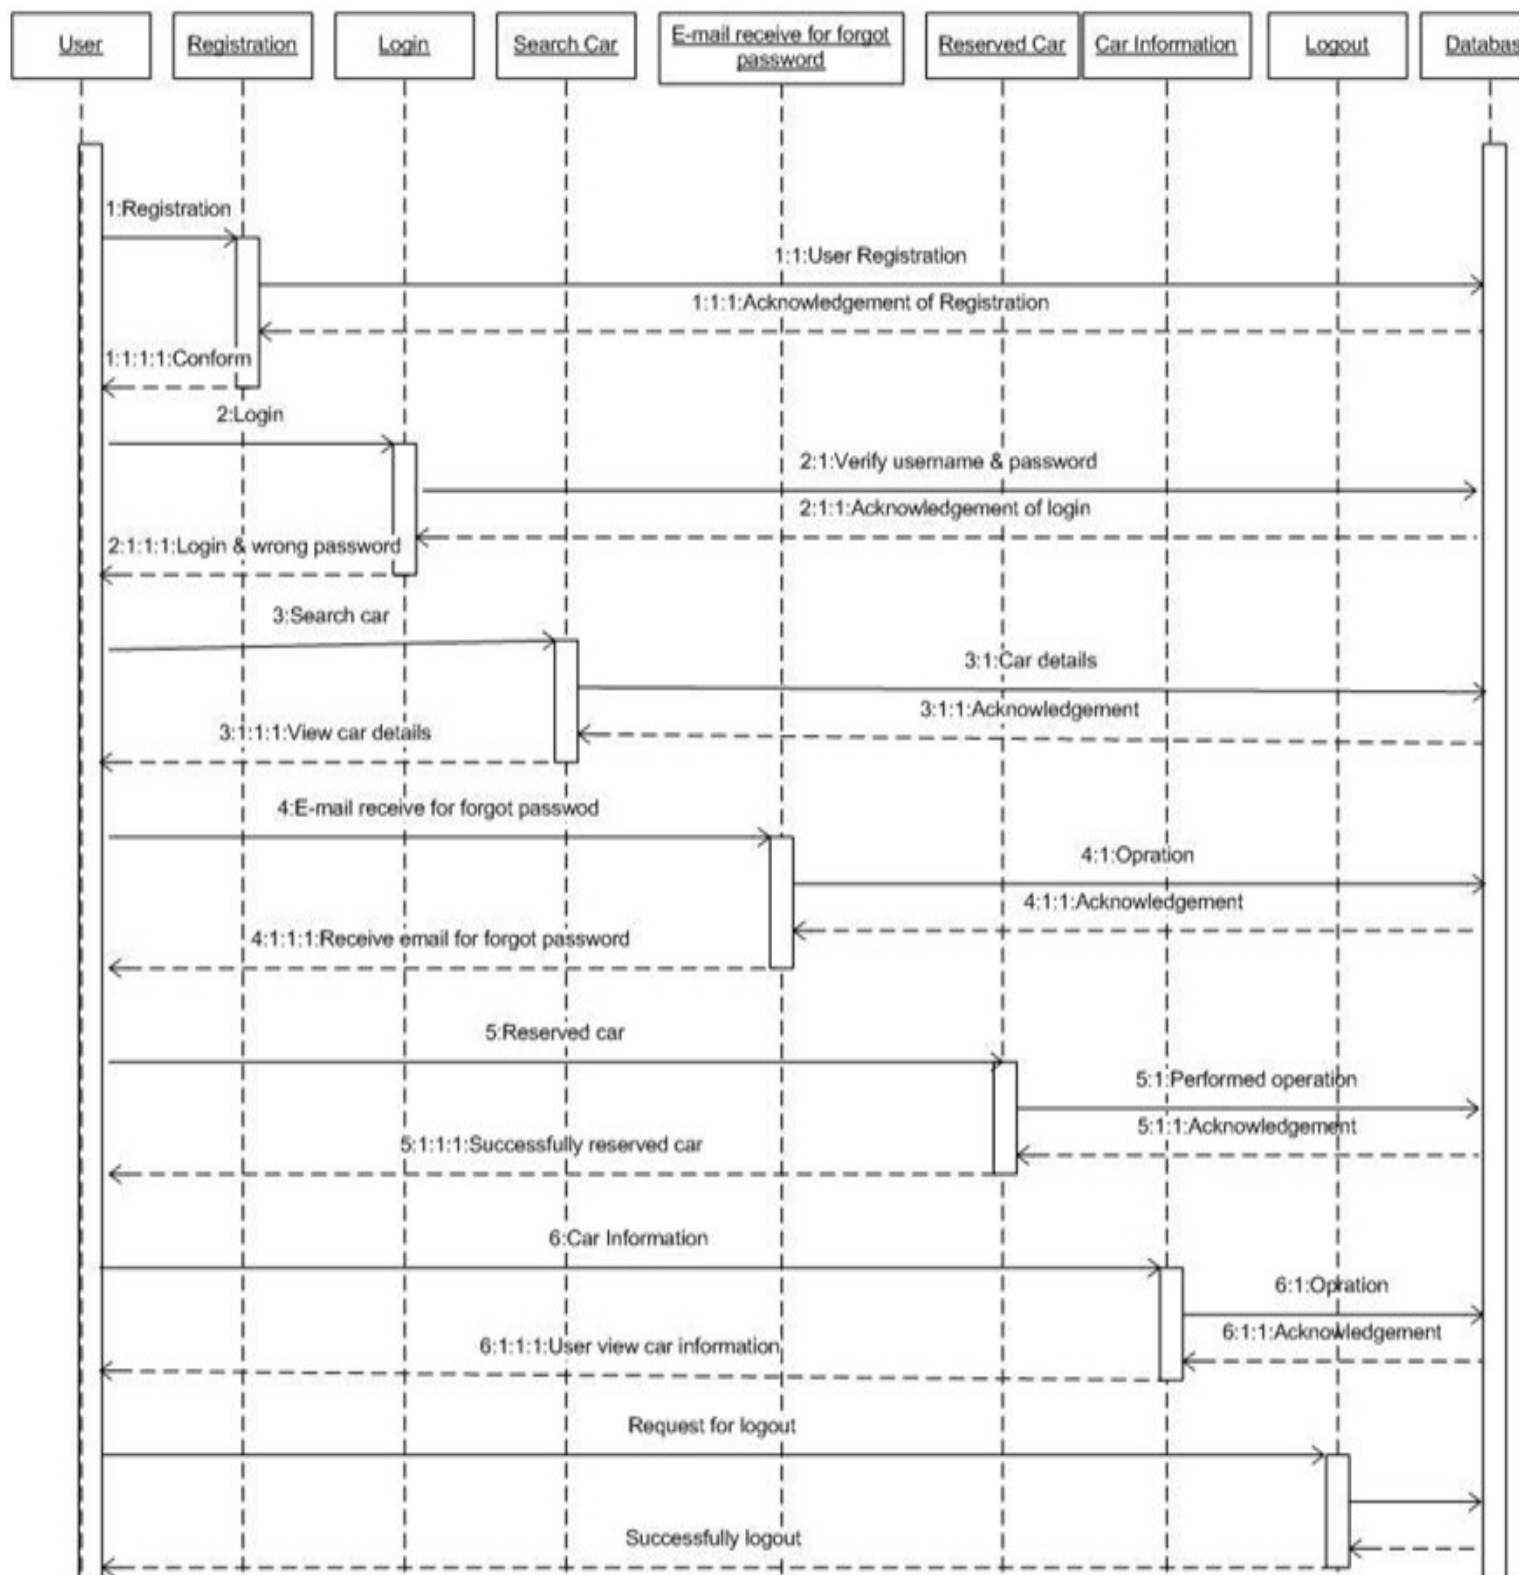 User
Registration
Login
Search Car
E-mail receive for forgot
password
Reserved Car
Car Information
Logout
Databas
1:Registration
1:1:User Registration
1:1:1:Acknowledgement of Registration
1:1:1:1:Conform
2:Login
2:1:Verify username & password
2:1:1:Acknowledgement of login
2:1:1:1:Login & wrong password
3:Search car
3:1:Car details
3:1:1:Acknowledgement
3:1:1:1:View car details
4:E-mail receive for forgot passwod
4:1:Opration
4:1:1:Acknowledgement
4:1:1:1:Receive email for forgot password
5:Reserved car
5:1:Performed operation
5:1:1:Acknowledgement
5:1:1:1:Successfully reserved car
6:Car Information
6:1:Opration
6:1:1:Acknowledgement
6:1:1:1:User view car information
Request for logout
Successfully logout